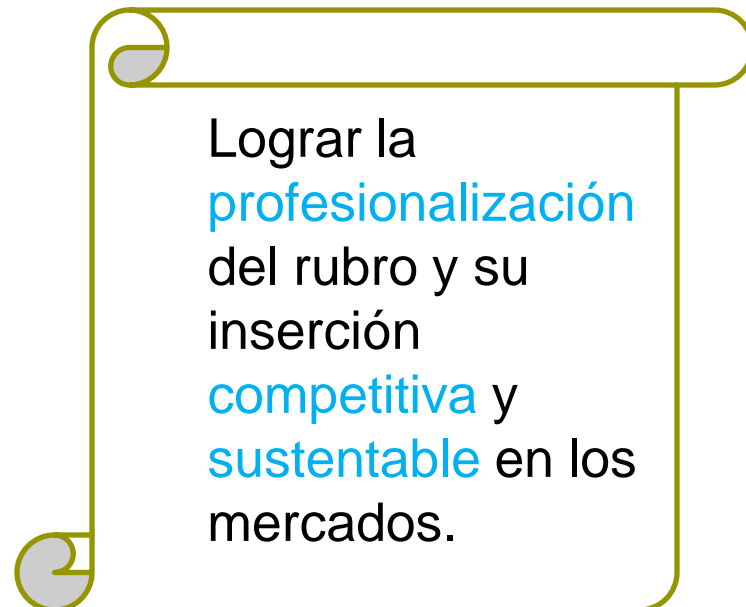 Lograr la
profesionalización
del rubro y su
inserción
competitiva y
sustentable en los
mercados.